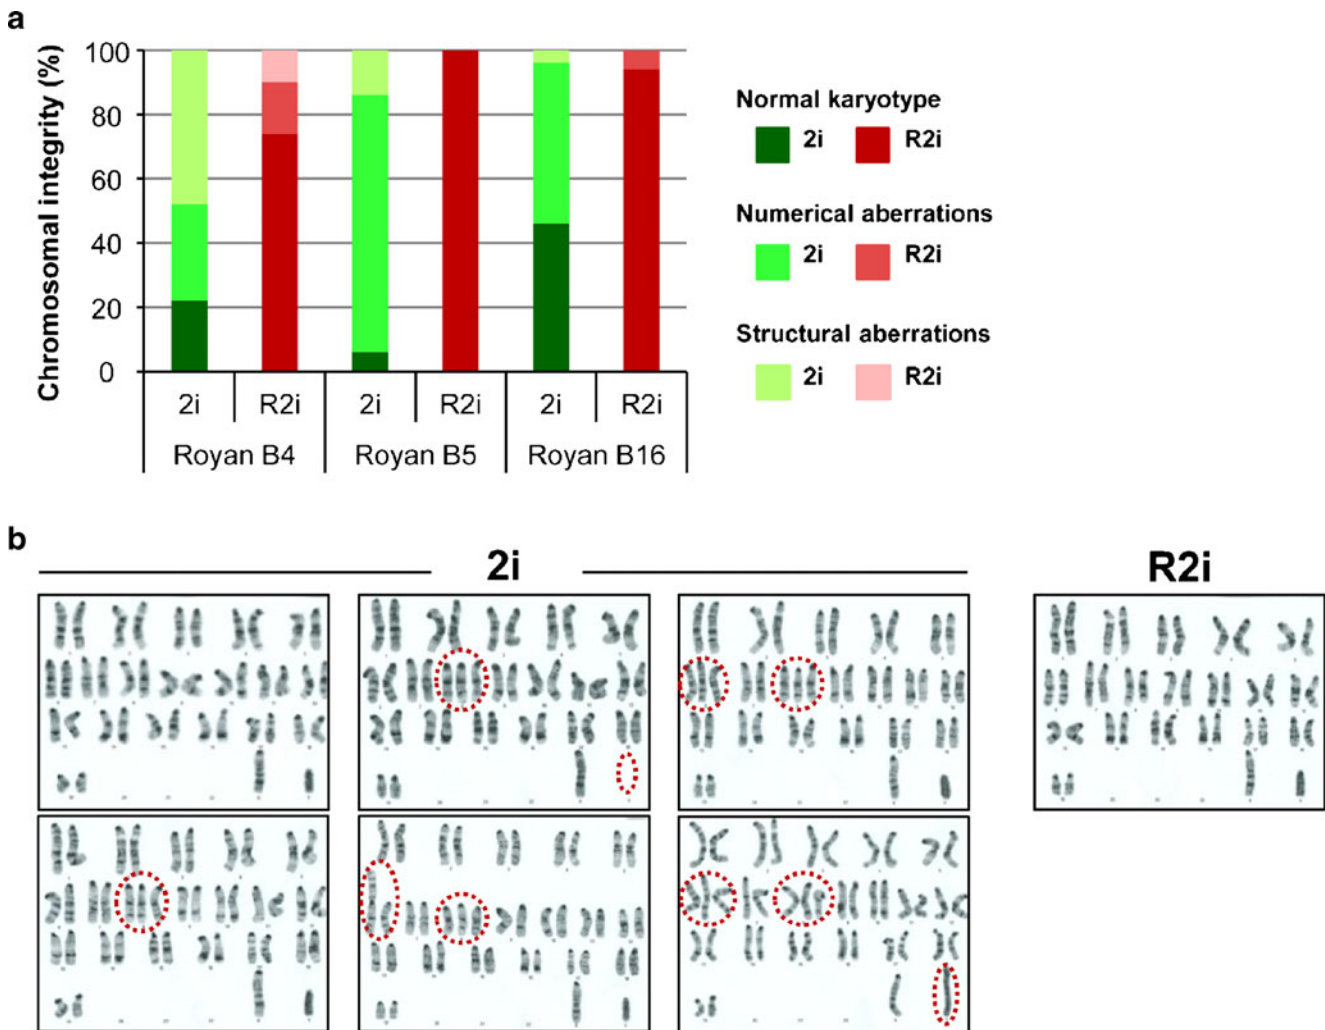 a
Chromosomal integrity (%)
100
80
60
40
20
0
2i R2i 2i R2i 2i R2i
Royan B4 Royan B5 Royan B16
Normal karyotype
2i R2i
Numerical aberrations
2i R2i
Structural aberrations
2i R2i
b
2i R2i